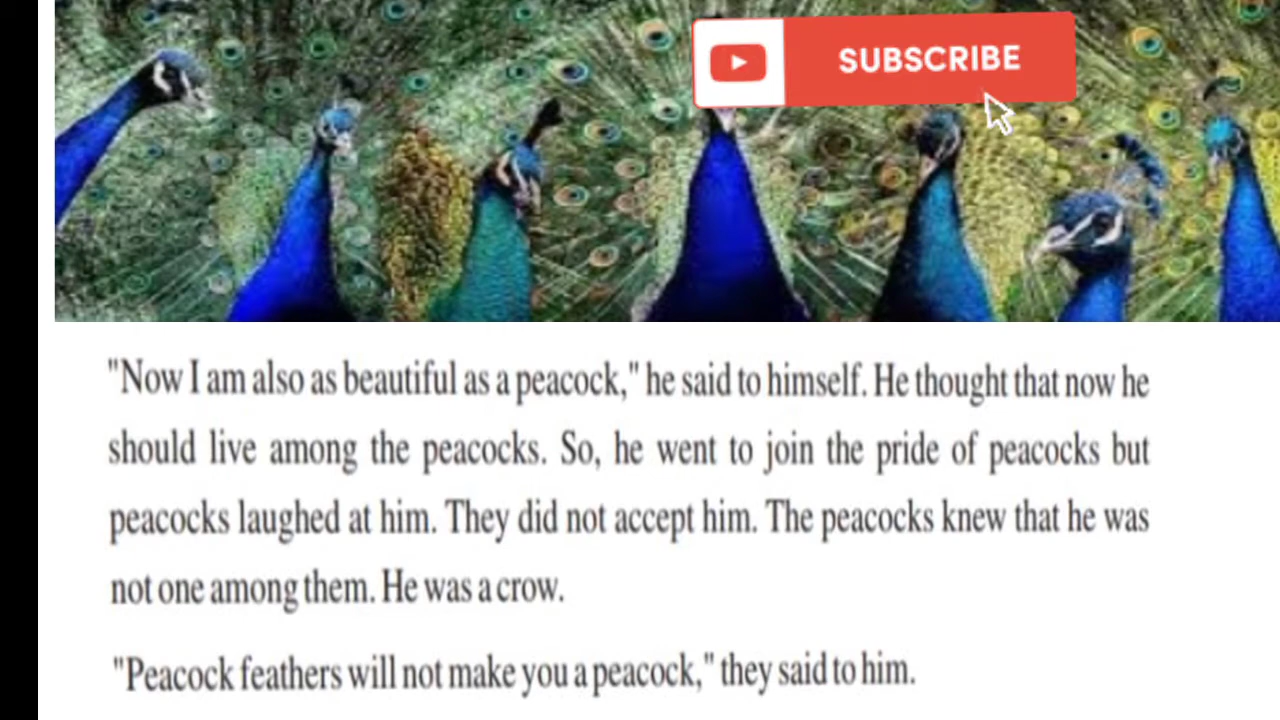 SUBSCRIBE
"Now I am also as beautiful as a peacock," he said to himself. He thought that now he
should live among the peacocks. So, he went to join the pride of peacocks but
peacocks laughed at him. They did not accept him. The peacocks knew that he was
not one among them. He was a crow.
"Peacock feathers will not make you a peacock," they said to him.